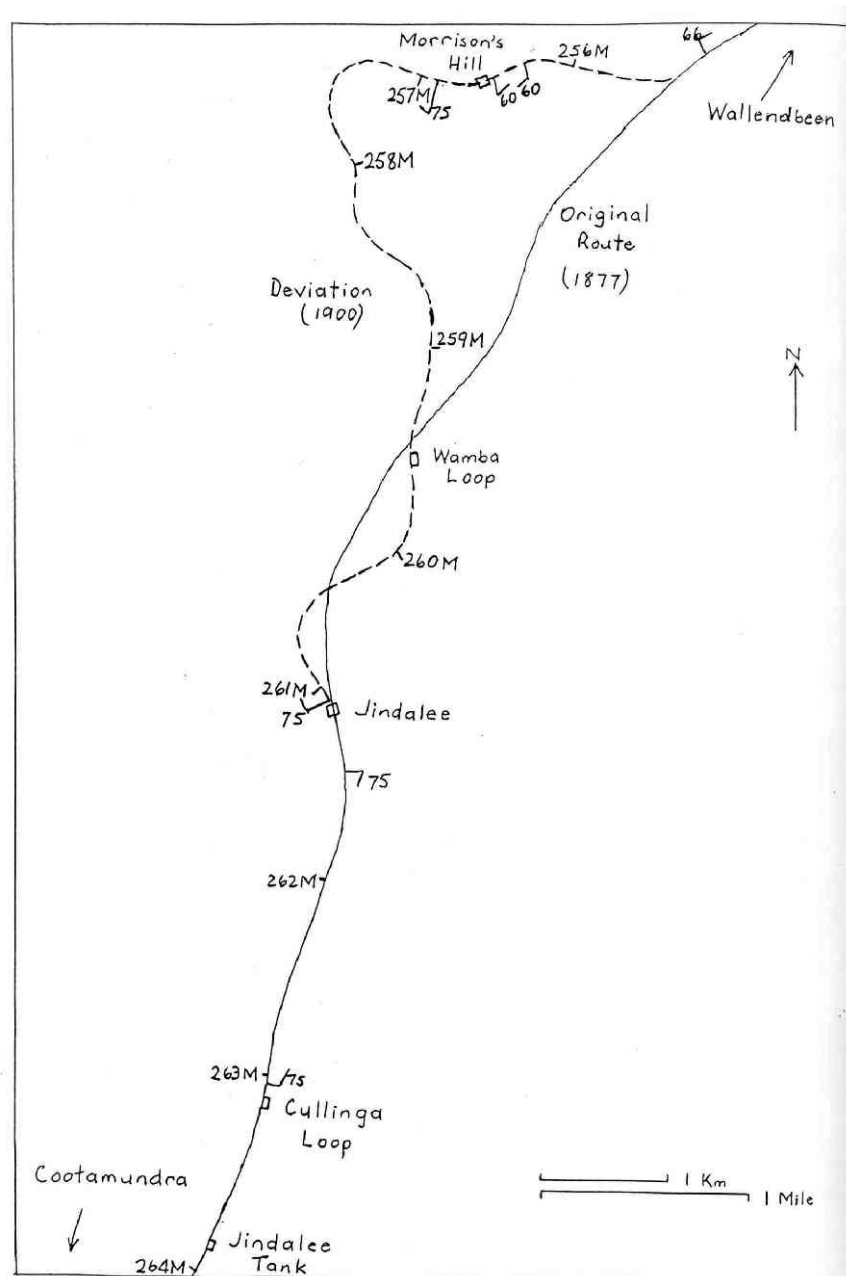 Morrison's
Hill
256M
66
257M
75
60
60
Wallendbeen
258M
Original
Route
(1877)
Deviation
(1900)
259M
N
Wamba
Loop
260M
261M
75
Jindalee
75
262M
263M
75
Cullinga
Loop
Cootamundra
1 Km
1 Mile
Jindalee
Tank
264M